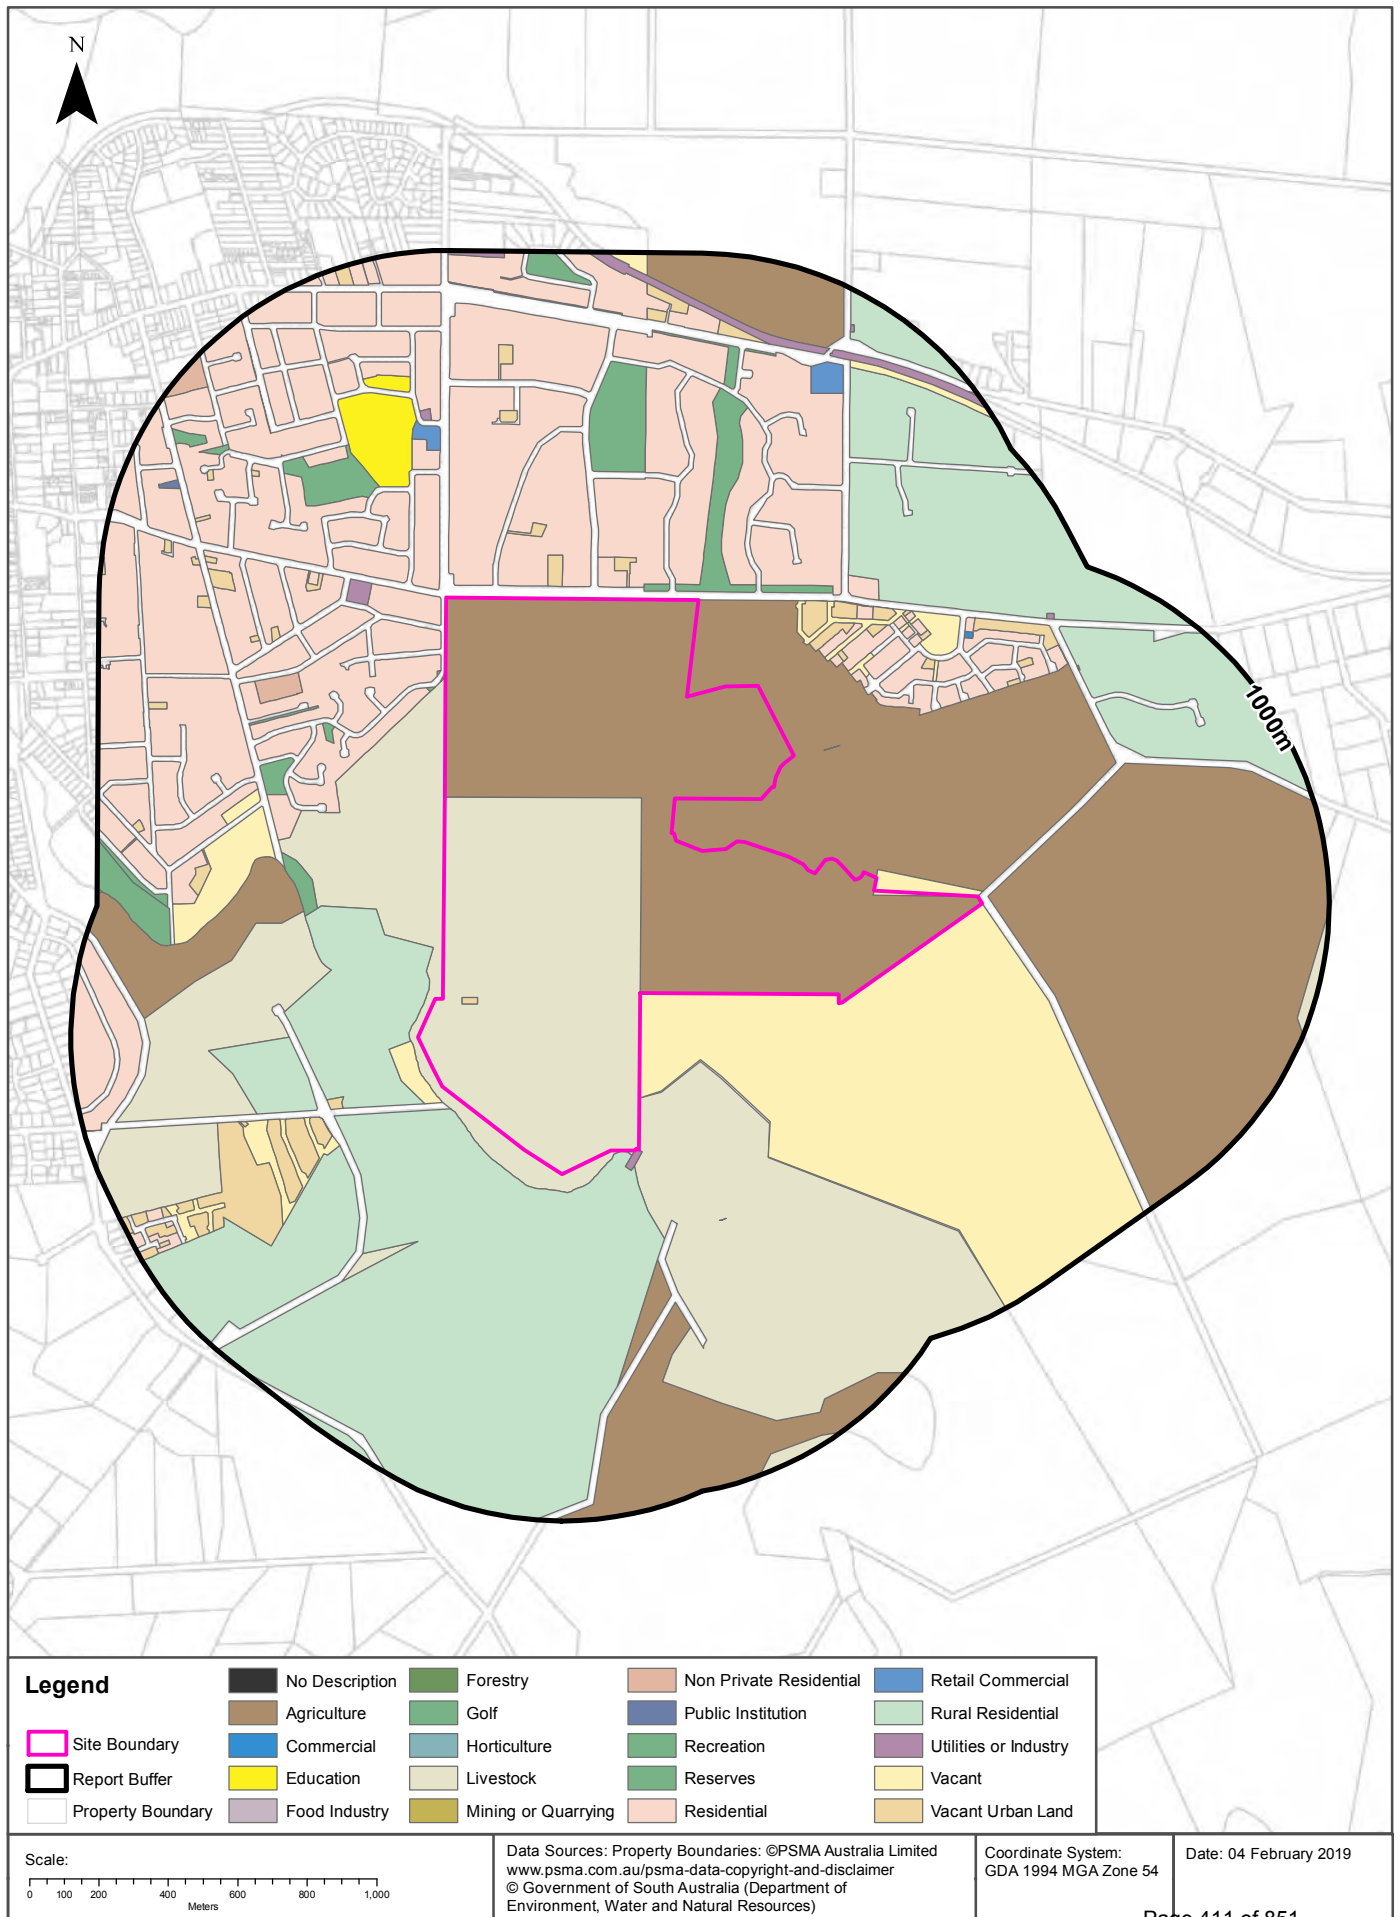 N
1000m
Legend
Site Boundary
Report Buffer
Property Boundary
No Description
Agriculture
Commercial
Education
Food Industry
Forestry
Golf
Horticulture
Livestock
Mining or Quarrying
Non Private Residential
Public Institution
Recreation
Reserves
Residential
Retail Commercial
Rural Residential
Utilities or Industry
Vacant
Vacant Urban Land
Scale:
0 100 200 400 600 800 1,000
Meters
Data Sources: Property Boundaries: ©PSMA Australia Limited
www.psma.com.au/psma-data-copyright-and-disclaimer
© Government of South Australia (Department of
Environment, Water and Natural Resources)
Coordinate System:
GDA 1994 MGA Zone 54
Date: 04 February 2019
Page 411 of 851